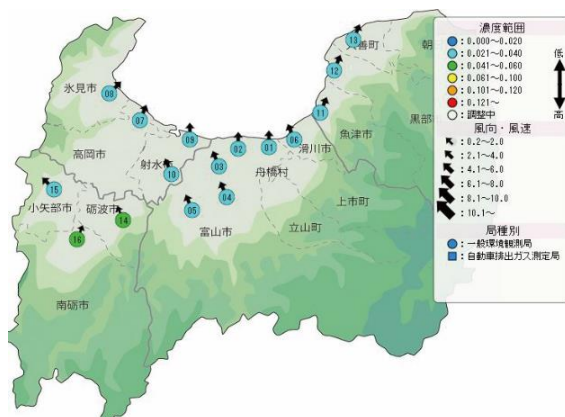 濃度範囲
：0.000～0.020
：0.021～0.040
：0.041～0.060
：0.061～0.100
：0.101～0.120
：0.121～
：調整中
低
高
風向・風速
：0.2～2.0
：2.1～4.0
：4.1～6.0
：6.1～8.0
：8.1～10.0
：10.1～
局種別
：一般環境観測局
：自動車排出ガス測定局
13
善町
朝
12
氷見市
08
11
黒部
07
魚津市
09
02
01
06
滑川市
高岡市
射水市
10
03
舟橋村
15
04
上市町
小矢部市
砺波市
14
05
立山町
16
富山市
南砺市